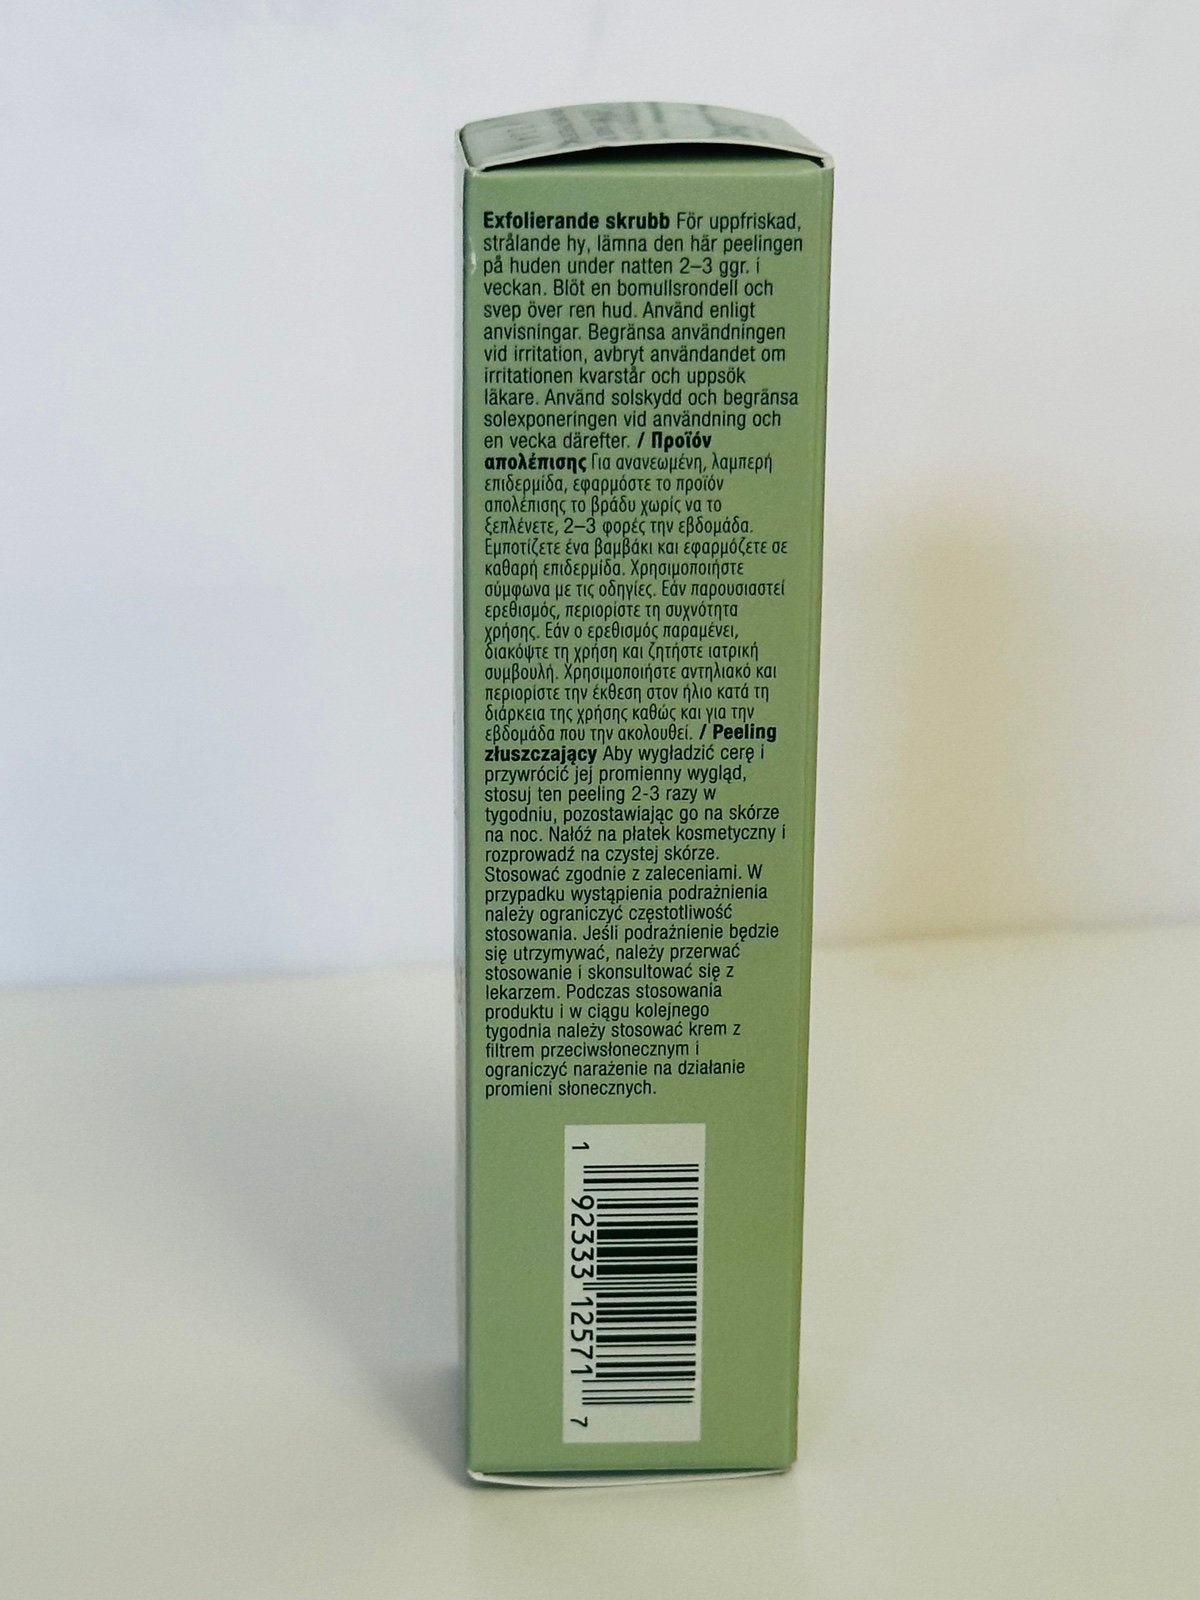 Exfolierande skrubb För uppfriskad,
strålande hy, lämna den här peelingen
på huden under natten 2–3 ggr. i
veckan. Blöt en bomullsrondell och
svep över ren hud. Använd enligt
anvisningar. Begränsa användningen
vid irritation, avbryt användandet om
irritationen kvarstår och uppsök
läkare. Använd solskydd och begränsa
solexponeringen vid användning och
en vecka därefter. / Προϊόν
απολέπισης Για ανανεωμένη, λαμπερή
επιδερμίδα, εφαρμόστε το προϊόν
απολέπισης το βράδυ χωρίς να το
ξεπλένετε, 2–3 φορές την εβδομάδα.
Εμποτίζετε ένα βαμβάκι και εφαρμόζετε σε
καθαρή επιδερμίδα. Χρησιμοποιήστε
σύμφωνα με τις οδηγίες. Εάν παρουσιαστεί
ερεθισμός, περιορίστε τη συχνότητα
χρήσης. Εάν ο ερεθισμός παραμένει,
διακόψτε τη χρήση και ζητήστε ιατρική
συμβουλή. Χρησιμοποιήστε αντηλιακό και
περιορίστε την έκθεση στον ήλιο κατά τη
διάρκεια της χρήσης καθώς και για την
εβδομάδα που την ακολουθεί. / Peeling
złuszczający Aby wygładzić cerę i
przywrócić jej promienny wygląd,
stosuj ten peeling 2-3 razy w
tygodniu, pozostawiając go na skórze
na noc. Nałóż na płatek kosmetyczny i
rozprowadź na czystej skórze.
Stosować zgodnie z zaleceniami. W
przypadku wystąpienia podrażnienia
należy ograniczyć częstotliwość
stosowania. Jeśli podrażnienie będzie
się utrzymywać, należy przerwać
stosowanie i skonsultować się z
lekarzem. Podczas stosowania
produktu i w ciągu kolejnego
tygodnia należy stosować krem z
filtrem przeciwsłonecznym i
ograniczyć narażenie na działanie
promieni słonecznych.
1 92333 12571 7